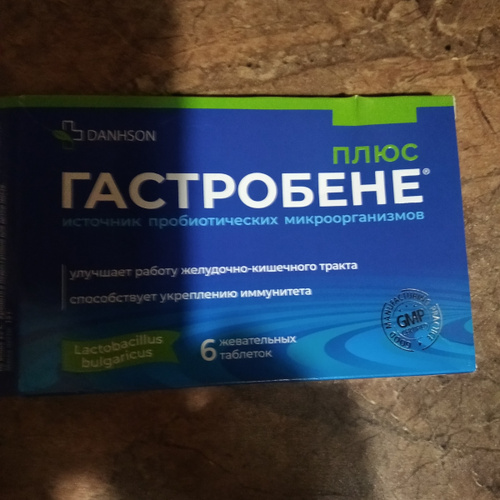 DANHSON
ПЛЮС
ГАСТРОБЕНЕ®
источник пробиотических микроорганизмов
улучшает работу желудочно-кишечного тракта
способствует укреплению иммунитета
Lactobacillus
bulgaricus
6 жевательных
таблеток
GMP